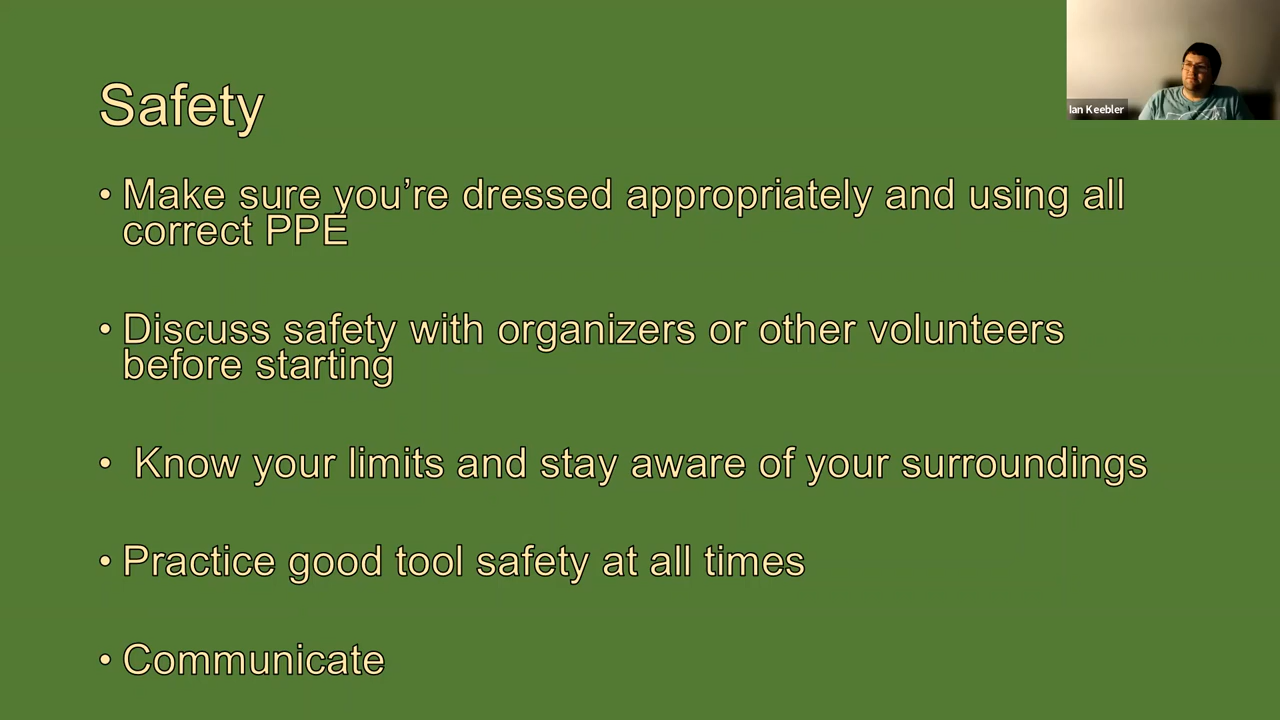 Safety
• Make sure you’re dressed appropriately and using all
correct PPE
• Discuss safety with organizers or other volunteers
before starting
• Know your limits and stay aware of your surroundings
• Practice good tool safety at all times
• Communicate
Ian Keebler